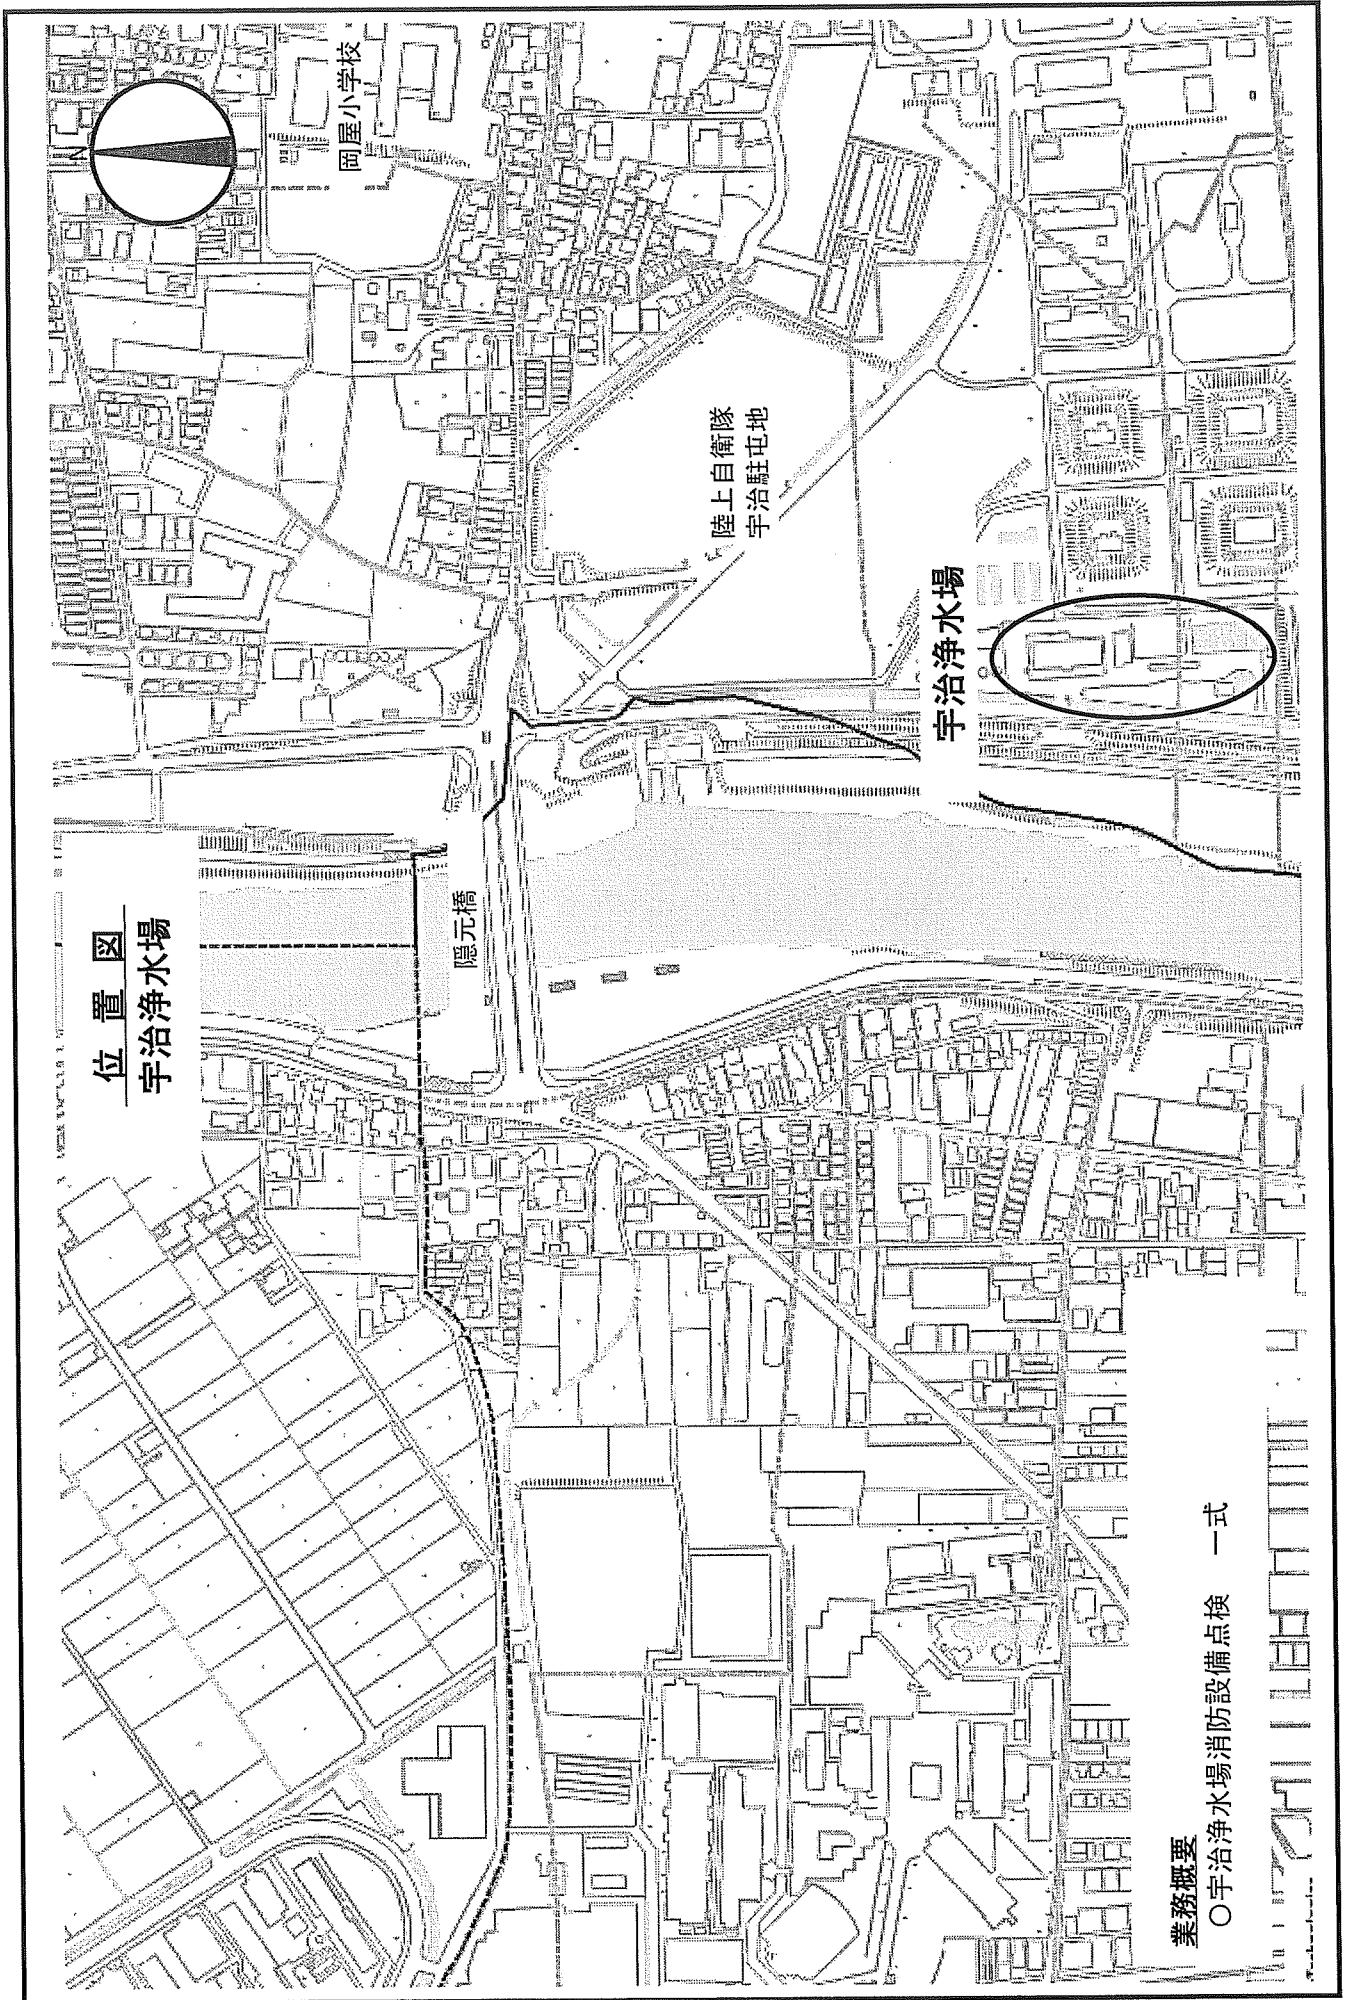 位 置 図
宇治浄水場
N
岡屋小学校
隠元橋
陸上自衛隊
宇治駐屯地
宇治浄水場
業務概要
○宇治浄水場消防設備点検　一式